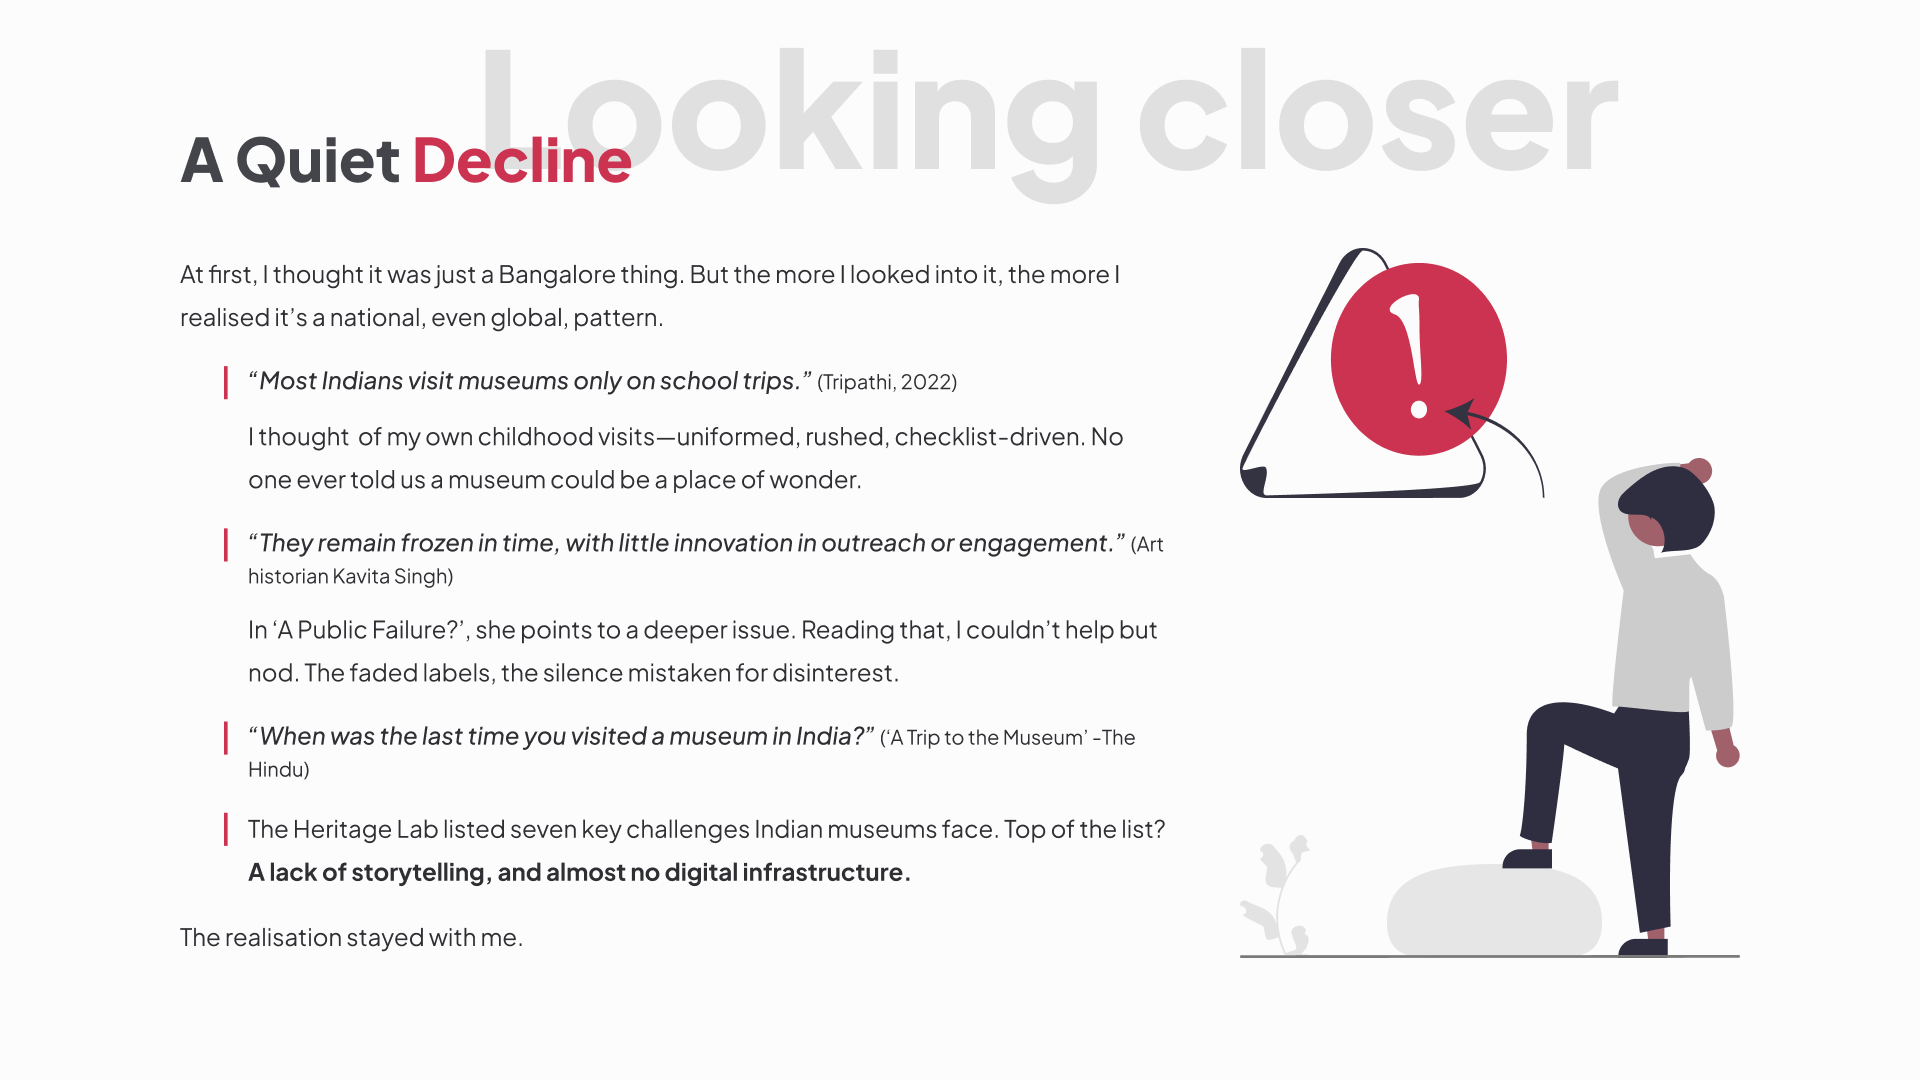 Looking closer
A Quiet Decline
At first, I thought it was just a Bangalore thing. But the more I looked into it, the more I
realised it’s a national, even global, pattern.
“Most Indians visit museums only on school trips.” (Tripathi, 2022)
I thought  of my own childhood visits—uniformed, rushed, checklist-driven. No
one ever told us a museum could be a place of wonder.
“They remain frozen in time, with little innovation in outreach or engagement.” (Art
historian Kavita Singh)
In ‘A Public Failure?’, she points to a deeper issue. Reading that, I couldn’t help but
nod. The faded labels, the silence mistaken for disinterest.
“When was the last time you visited a museum in India?” (‘A Trip to the Museum’ -The
Hindu)
The Heritage Lab listed seven key challenges Indian museums face. Top of the list?
A lack of storytelling, and almost no digital infrastructure.
The realisation stayed with me.
!